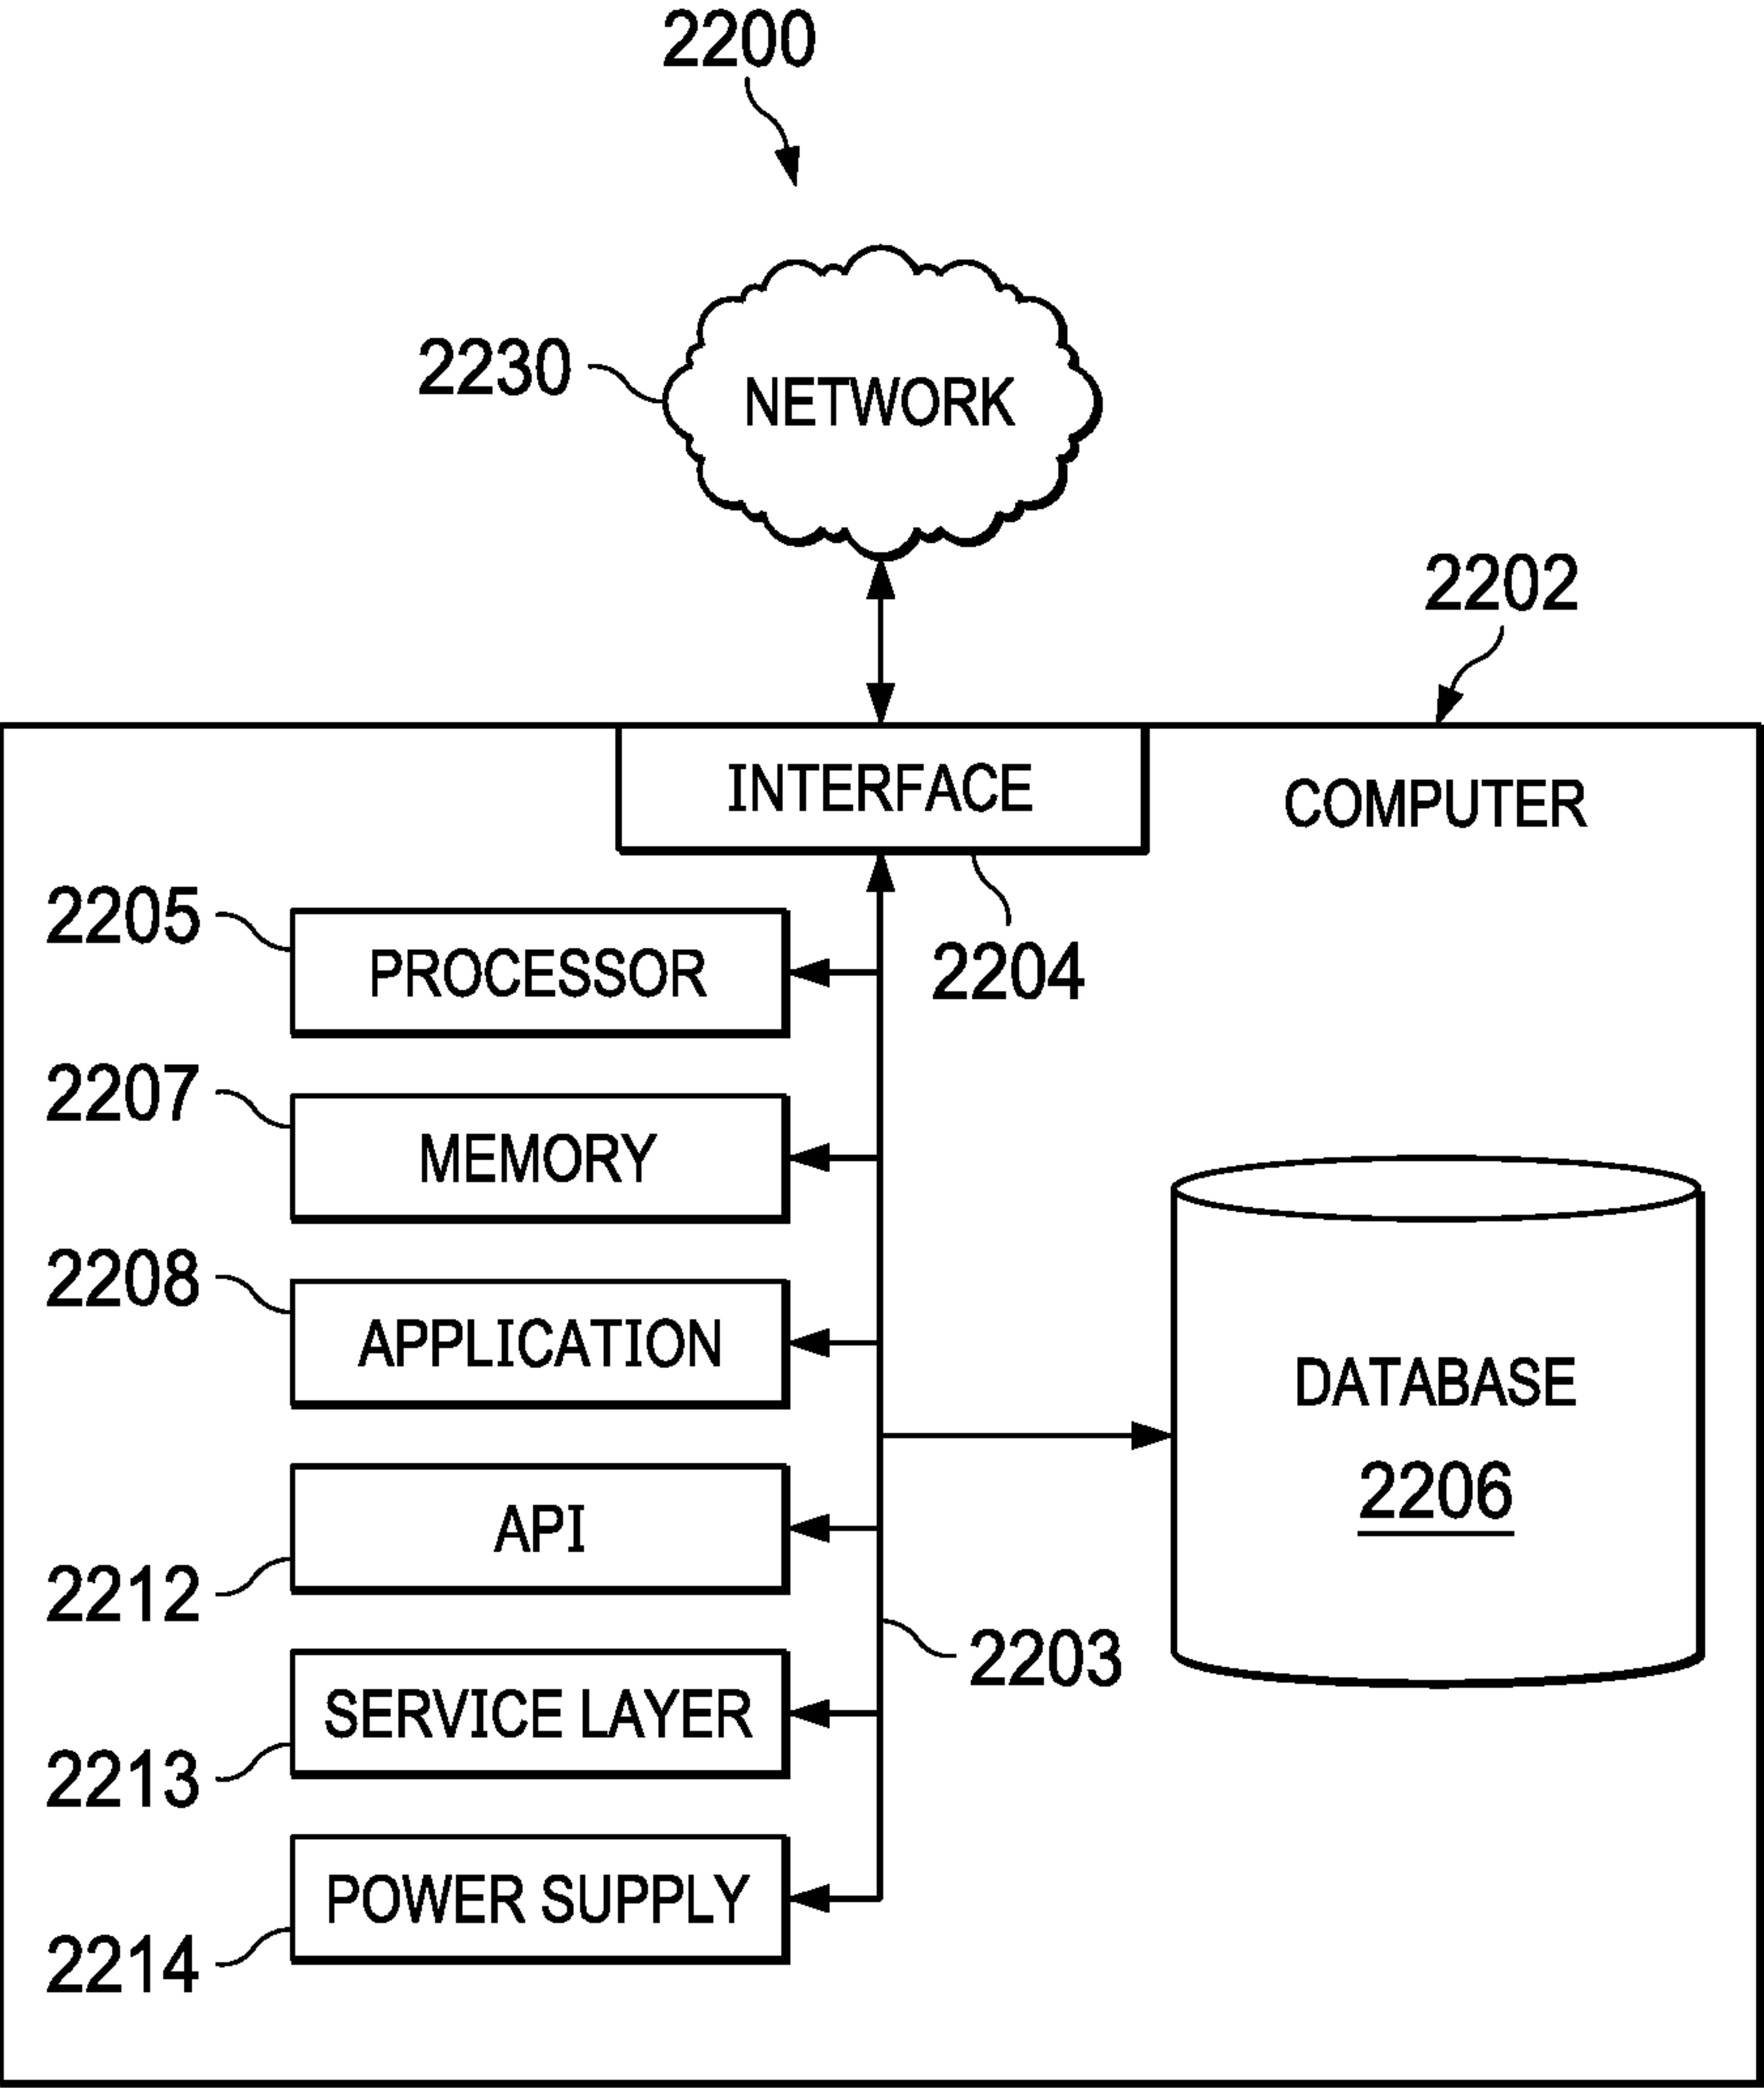 2200
2230
NETWORK
2202
INTERFACE
COMPUTER
2205
PROCESSOR
2204
2207
MEMORY
2208
APPLICATION
DATABASE
2206
API
2212
2203
SERVICE LAYER
2213
POWER SUPPLY
2214